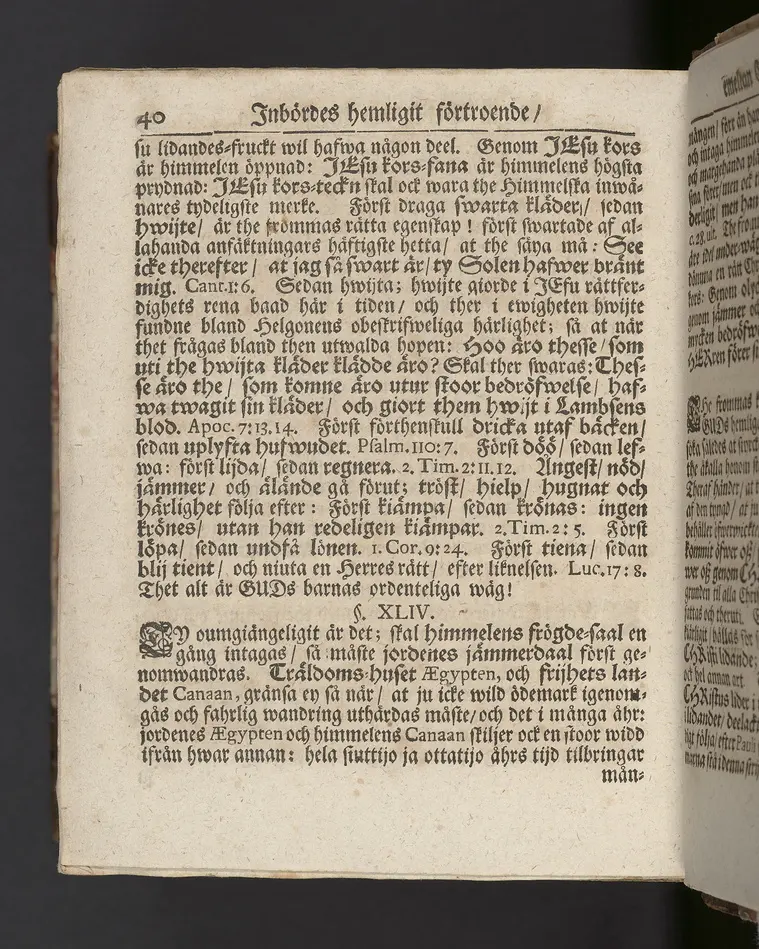 40 Inbördes hemligit förtroende/
su lidandes-fruckt wil hafwa någon deel. Genom JEsu kors
är himmelen öppnad: JEsu kors-fana är himmelens högsta
prydnad: JEsu kors-teckn skal ock wara the Himmelska inwå-
nares tydeligste merke. Först draga swarta kläder/ sedan
hwijte/ är the frommas rätta egenskap! först swartade af al-
lahanda anfäktningars häftigste hetta/ at the säya må: See
icke therefter/ at jag så swart är/ ty Solen hafwer bränt
mig. Cant.1:6. Sedan hwijta; hwijte giorde i JEsu rättfer-
dighets rena baad här i tiden/ och ther i ewigheten hwijte
fundne bland Helgonens obeskrifweliga härlighet; så at når
thet frågas bland then utwalda hopen: Hoo äro thesse/ som
uti the hwijta kläder klädde äro? Skal ther swaras: Thes-
se äro the/ som komne äro utur stoor bedröfwelse/ haf-
wa twagit sin kläder/ och giort them hwijt i Lambsens
blod. Apoc. 7:13.14. Först förthenskull dricka utaf bäcken/
sedan uplyfta hufwudet. Psalm. 110:7. Först döö/ sedan lef-
wa: först lijda/ sedan regnera. 2. Tim. 2:11.12. Ångest/ nöd/
jämmer/ och älände gå förut; tröst/ hielp/ hugnat och
härlighet följa efter: Först kiämpa/ sedan krönas: ingen
krönes/ utan han redeligen kiämpar. 2.Tim. 2:5. Först
löpa/ sedan undfå lönen. 1. Cor. 9:24. Först tiena/ sedan
blij tient/ och niuta en Herres rätt/ efter liknelsen. Luc. 17:8.
Thet alt är GUDs barnas ordenteliga wäg!
§. XLIV.
TY oumgiängeligit är det; skal himmelens frögde-saal en
gång intagas/ så måste jordenes jämmerdaal först ge-
nomwandras. Träldoms-huset Ægypten, och frijhets lan-
det Canaan, gränsa ey så när/ at ju icke wild ödemark igenom-
gås och fahrlig wandring uthärdas måste/ och det i många åhr:
jordenes Ægypten och himmelens Canaan skiljer ock en stoor widd
ifrån hwar annan: hela siuttijo ja ottatijo åhrs tijd tilbringar
mån-